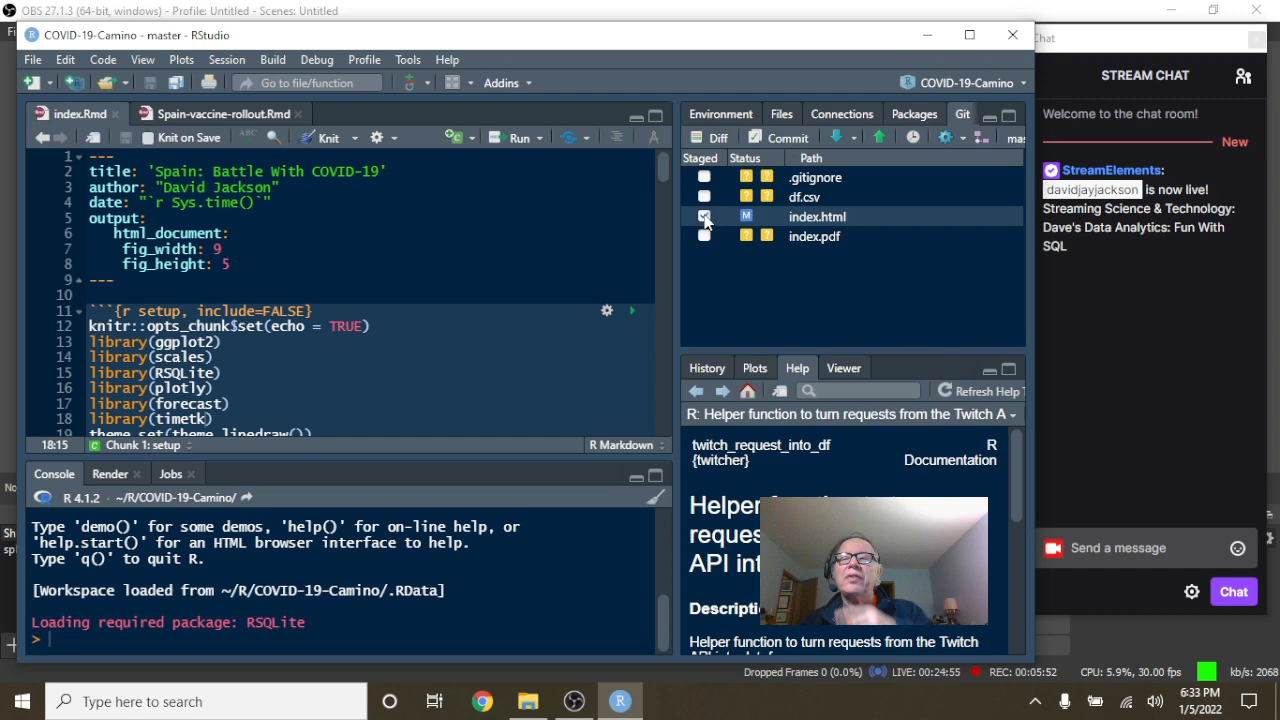 OBS 27.1.3 (64-bit, windows) - Profile: Untitled - Scenes: Untitled
COVID-19-Camino - master - RStudio
File Edit Code View Plots Session Build Debug Profile Tools Help
Go to file/function Addins COVID-19-Camino
index.Rmd Spain-vaccine-rollout.Rmd
Knit on Save ABC Knit Run
1 ---
2 title: 'Spain: Battle With COVID-19'
3 author: "David Jackson"
4 date: "`r Sys.time()`"
5 output:
6 html_document:
7 fig_width: 9
8 fig_height: 5
9 ---
10
11 ```{r setup, include=FALSE}
12 knitr::opts_chunk$set(echo = TRUE)
13 library(ggplot2)
14 library(scales)
15 library(RSQLite)
16 library(plotly)
17 library(forecast)
18 library(timetk)
19 theme_set(theme_linedraw())
18:15 Chunk 1: setup R Markdown
Console Render Jobs
R 4.1.2 · ~/R/COVID-19-Camino/
Type 'demo()' for some demos, 'help()' for on-line help, or
'help.start()' for an HTML browser interface to help.
Type 'q()' to quit R.
[Workspace loaded from ~/R/COVID-19-Camino/.RData]
Loading required package: RSQLite
>
Environment Files Connections Packages Git
Diff Commit mas
Staged Status Path
? ? .gitignore
? ? df.csv
M index.html
? ? index.pdf
History Plots Help Viewer
Refresh Help T
R: Helper function to turn requests from the Twitch A
twitch_request_into_df R
{twitcher} Documentation
Helper
reque
API int
Descripti
Helper function to turn requests from the Twitch
Chat
STREAM CHAT
Welcome to the chat room!
New
StreamElements:
davidjayjackson is now live!
Streaming Science & Technology:
Dave's Data Analytics: Fun With
SQL
Send a message
Chat
Dropped Frames 0 (0.0%) LIVE: 00:24:55 REC: 00:05:52 CPU: 5.9%, 30.00 fps kb/s: 2068
Type here to search
6:33 PM
1/5/2022